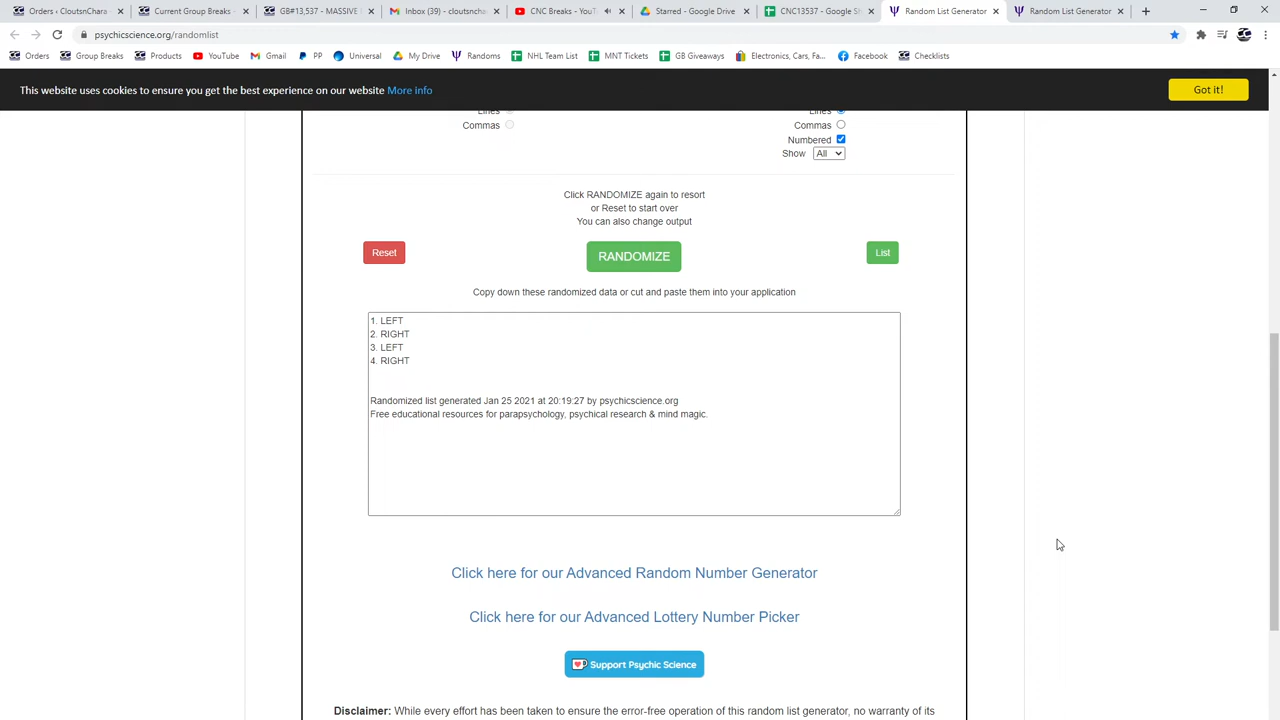 Orders ‹ CloutsnChara
Current Group Breaks -
GB#13,537 - MASSIVE
Inbox (39) - cloutsnch
CNC Breaks - YouT
Starred - Google Drive
CNC13537 - Google Sh
Random List Generator
Random List Generator
psychicscience.org/randomlist
Orders
Group Breaks
Products
YouTube
Gmail
PP
Universal
My Drive
Randoms
NHL Team List
MNT Tickets
GB Giveaways
Electronics, Cars, Fa...
Facebook
Checklists
This website uses cookies to ensure you get the best experience on our website More info
Got it!
Lines
Lines
Commas
Commas
Numbered
Show All
Click RANDOMIZE again to resort
or Reset to start over
You can also change output
Reset
RANDOMIZE
List
Copy down these randomized data or cut and paste them into your application
1. LEFT
2. RIGHT
3. LEFT
4. RIGHT
Randomized list generated Jan 25 2021 at 20:19:27 by psychicscience.org
Free educational resources for parapsychology, psychical research & mind magic.
Click here for our Advanced Random Number Generator
Click here for our Advanced Lottery Number Picker
Support Psychic Science
Disclaimer: While every effort has been taken to ensure the error-free operation of this random list generator, no warranty of its